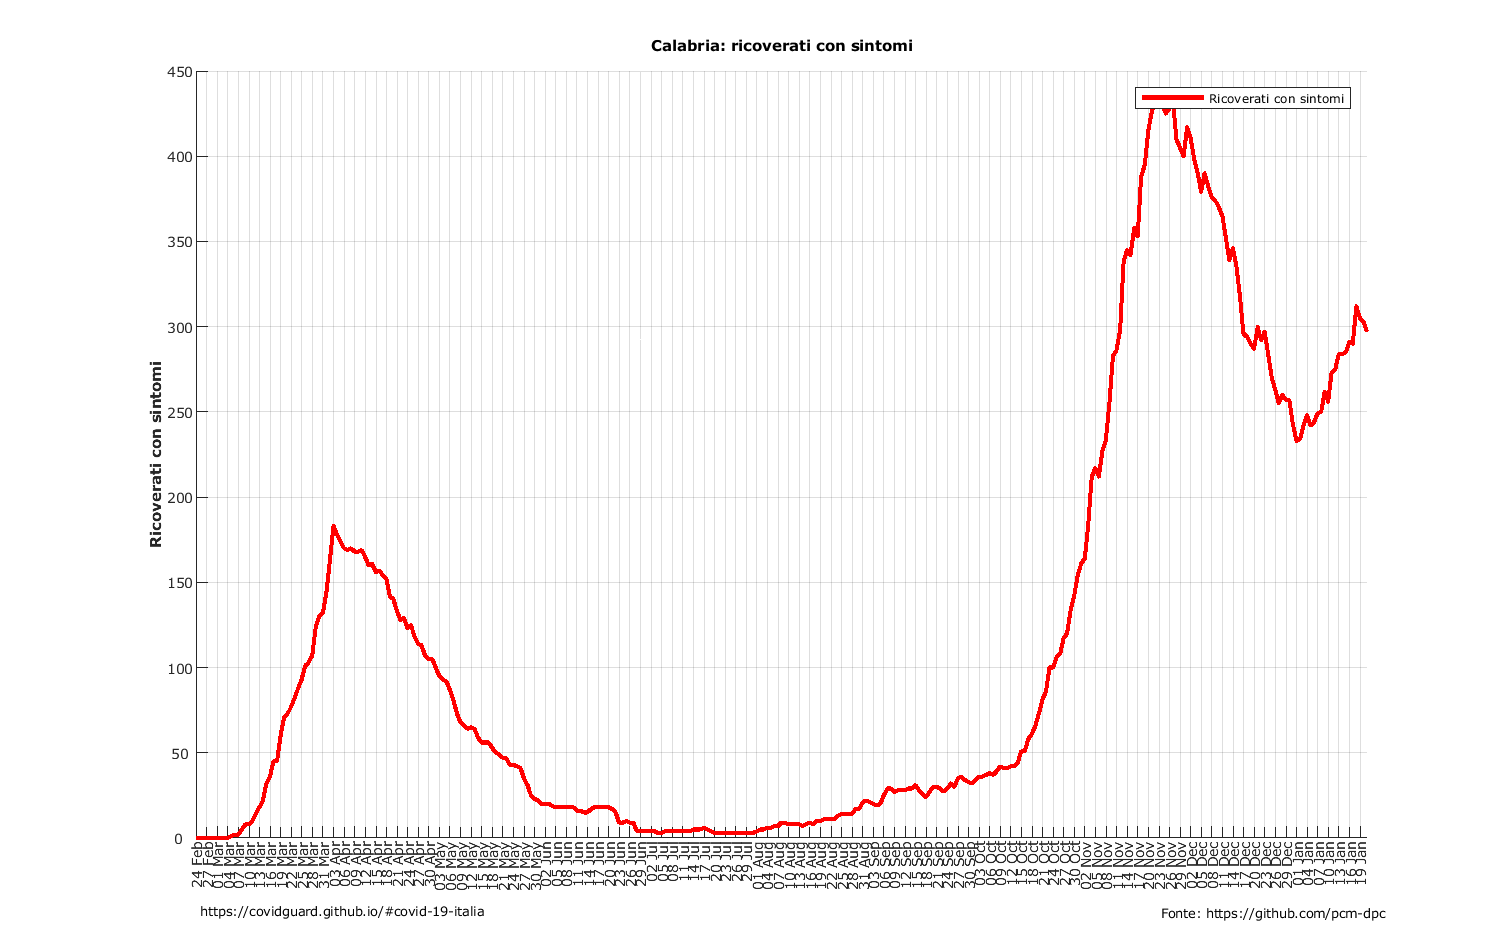 Calabria: ricoverati con sintomi
Ricoverati con sintomi
450
400
350
300
250
200
150
100
50
0
Ricoverati con sintomi
24 Feb
27 Feb
01 Mar
04 Mar
07 Mar
10 Mar
13 Mar
16 Mar
19 Mar
22 Mar
25 Mar
28 Mar
31 Mar
03 Apr
06 Apr
09 Apr
12 Apr
15 Apr
18 Apr
21 Apr
24 Apr
27 Apr
30 Apr
03 May
06 May
09 May
12 May
15 May
18 May
21 May
24 May
27 May
30 May
02 Jun
05 Jun
08 Jun
11 Jun
14 Jun
17 Jun
20 Jun
23 Jun
26 Jun
29 Jun
02 Jul
05 Jul
08 Jul
11 Jul
14 Jul
17 Jul
20 Jul
23 Jul
26 Jul
29 Jul
01 Aug
04 Aug
07 Aug
10 Aug
13 Aug
16 Aug
19 Aug
22 Aug
25 Aug
28 Aug
31 Aug
03 Sep
06 Sep
09 Sep
12 Sep
15 Sep
18 Sep
21 Sep
24 Sep
27 Sep
30 Sep
03 Oct
06 Oct
09 Oct
12 Oct
15 Oct
18 Oct
21 Oct
24 Oct
27 Oct
30 Oct
02 Nov
05 Nov
08 Nov
11 Nov
14 Nov
17 Nov
20 Nov
23 Nov
26 Nov
29 Nov
02 Dec
05 Dec
08 Dec
11 Dec
14 Dec
17 Dec
20 Dec
23 Dec
26 Dec
29 Dec
01 Jan
04 Jan
07 Jan
10 Jan
13 Jan
16 Jan
19 Jan
https://covidguard.github.io/#covid-19-italia
Fonte: https://github.com/pcm-dpc